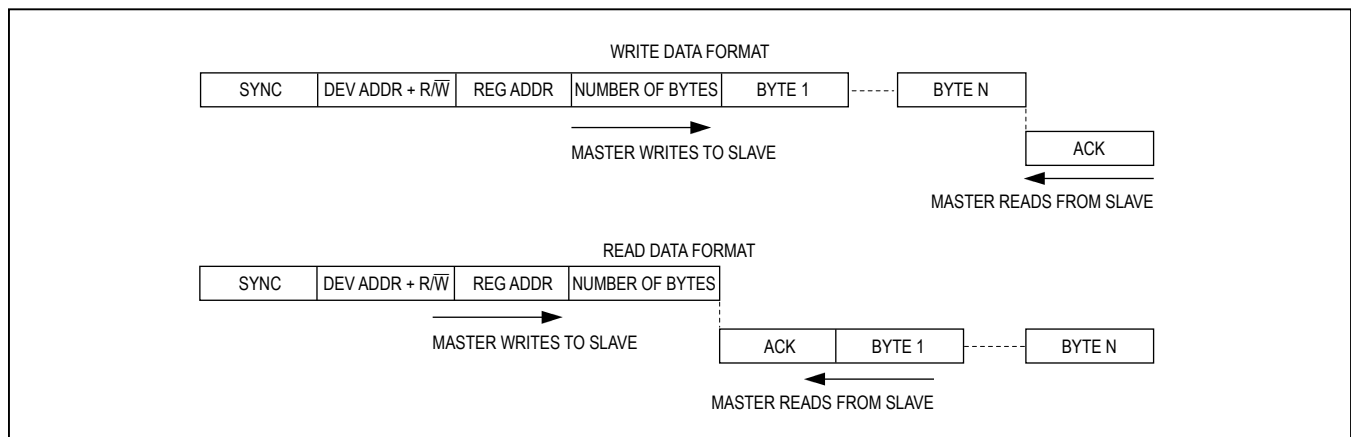 WRITE DATA FORMAT
SYNC DEV ADDR + R/W̅ REG ADDR NUMBER OF BYTES BYTE 1 BYTE N
MASTER WRITES TO SLAVE
ACK
MASTER READS FROM SLAVE
READ DATA FORMAT
SYNC DEV ADDR + R/W̅ REG ADDR NUMBER OF BYTES
MASTER WRITES TO SLAVE
ACK BYTE 1 BYTE N
MASTER READS FROM SLAVE